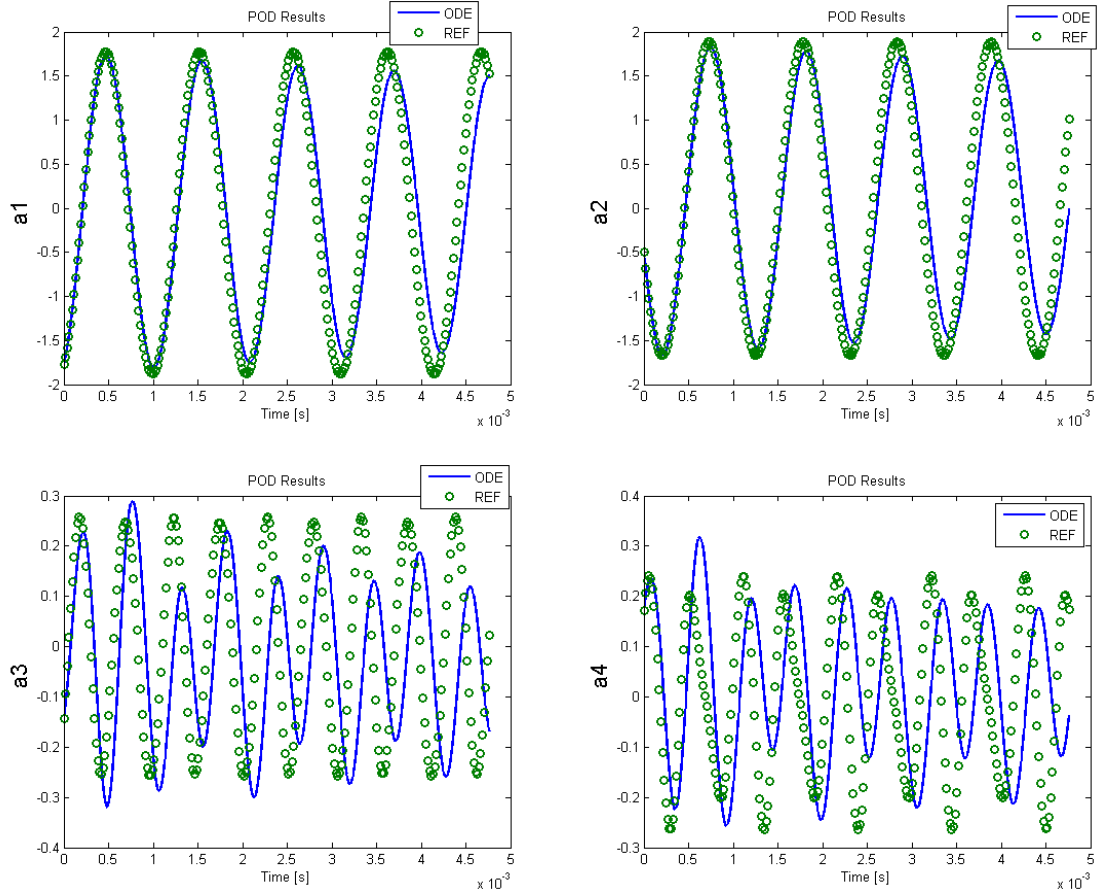 POD Results
ODE
REF
2
1.5
1
0.5
0
-0.5
-1
-1.5
-2
a1
0 0.5 1 1.5 2 2.5 3 3.5 4 4.5 5
Time [s]
x 10-3
POD Results
ODE
REF
2
1.5
1
0.5
0
-0.5
-1
-1.5
-2
a2
0 0.5 1 1.5 2 2.5 3 3.5 4 4.5 5
Time [s]
x 10-3
POD Results
ODE
REF
0.3
0.2
0.1
0
-0.1
-0.2
-0.3
-0.4
a3
0 0.5 1 1.5 2 2.5 3 3.5 4 4.5 5
Time [s]
x 10-3
POD Results
ODE
REF
0.4
0.3
0.2
0.1
0
-0.1
-0.2
-0.3
a4
0 0.5 1 1.5 2 2.5 3 3.5 4 4.5 5
Time [s]
x 10-3